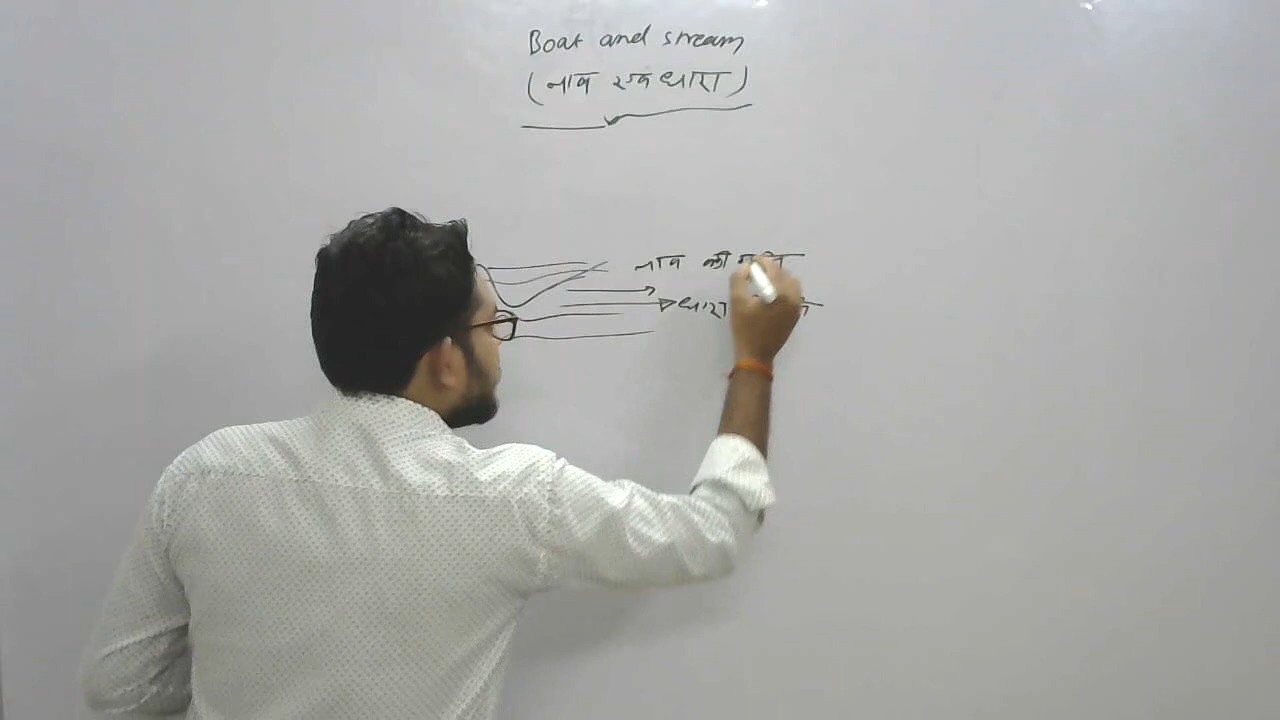 Boat and stream
(नाव एवं धारा)
नाव की
धारा